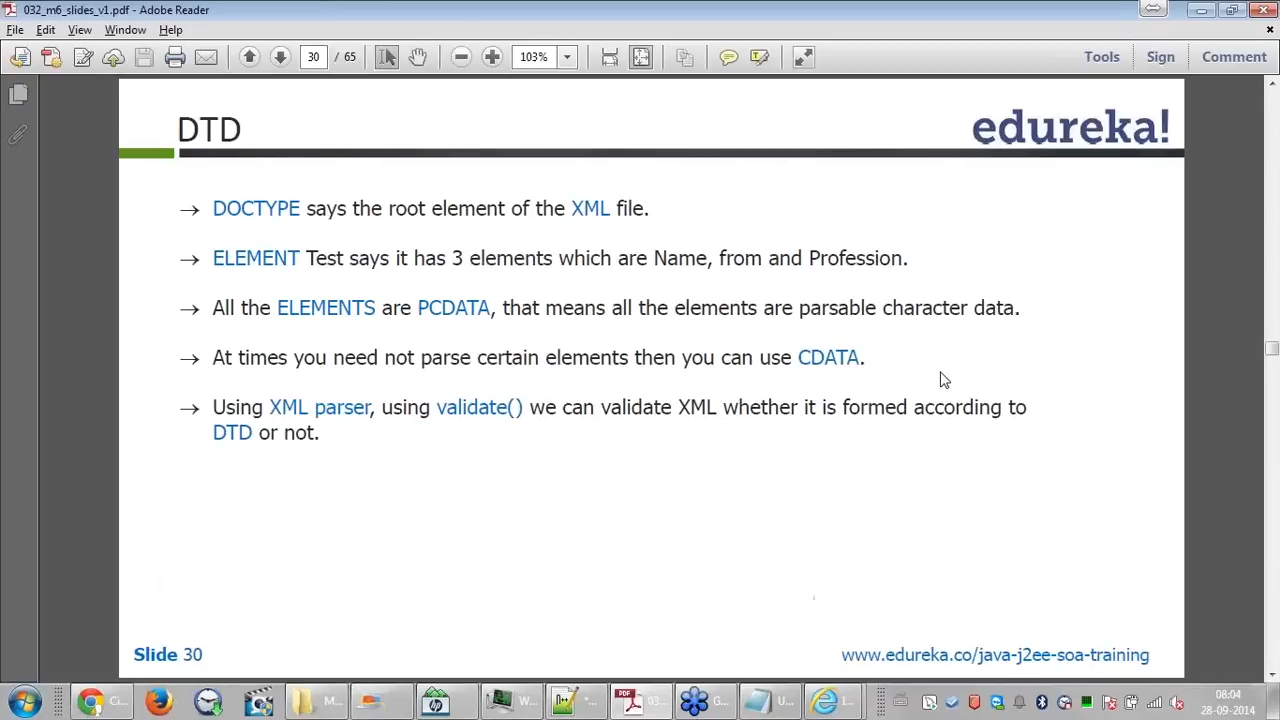 032_m6_slides_v1.pdf - Adobe Reader
File Edit View Window Help
30 / 65 103% Tools Sign Comment
DTD
edureka!
→ DOCTYPE says the root element of the XML file.
→ ELEMENT Test says it has 3 elements which are Name, from and Profession.
→ All the ELEMENTS are PCDATA, that means all the elements are parsable character data.
→ At times you need not parse certain elements then you can use CDATA.
→ Using XML parser, using validate() we can validate XML whether it is formed according to
DTD or not.
Slide 30 www.edureka.co/java-j2ee-soa-training
Ci... M... W... 03... G... U... I...
08:04
28-09-2014